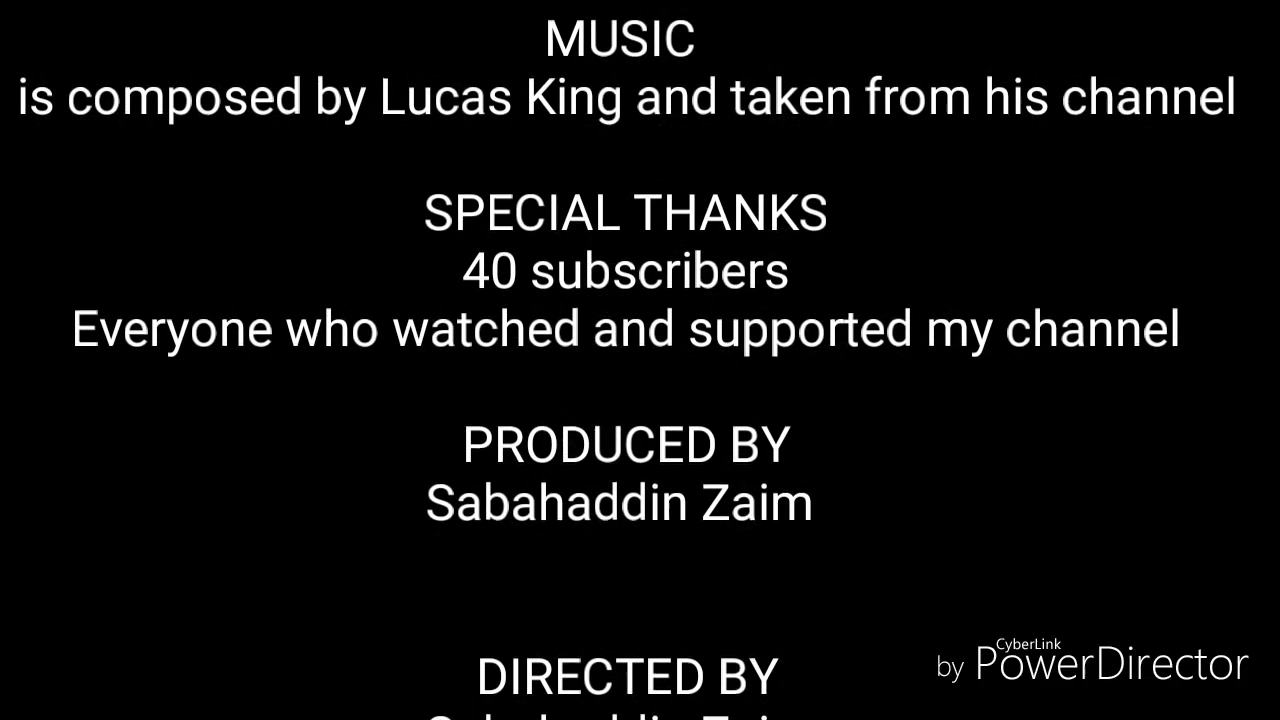 MUSIC
is composed by Lucas King and taken from his channel
SPECIAL THANKS
40 subscribers
Everyone who watched and supported my channel
PRODUCED BY
Sabahaddin Zaim
CyberLink
by PowerDirector
DIRECTED BY